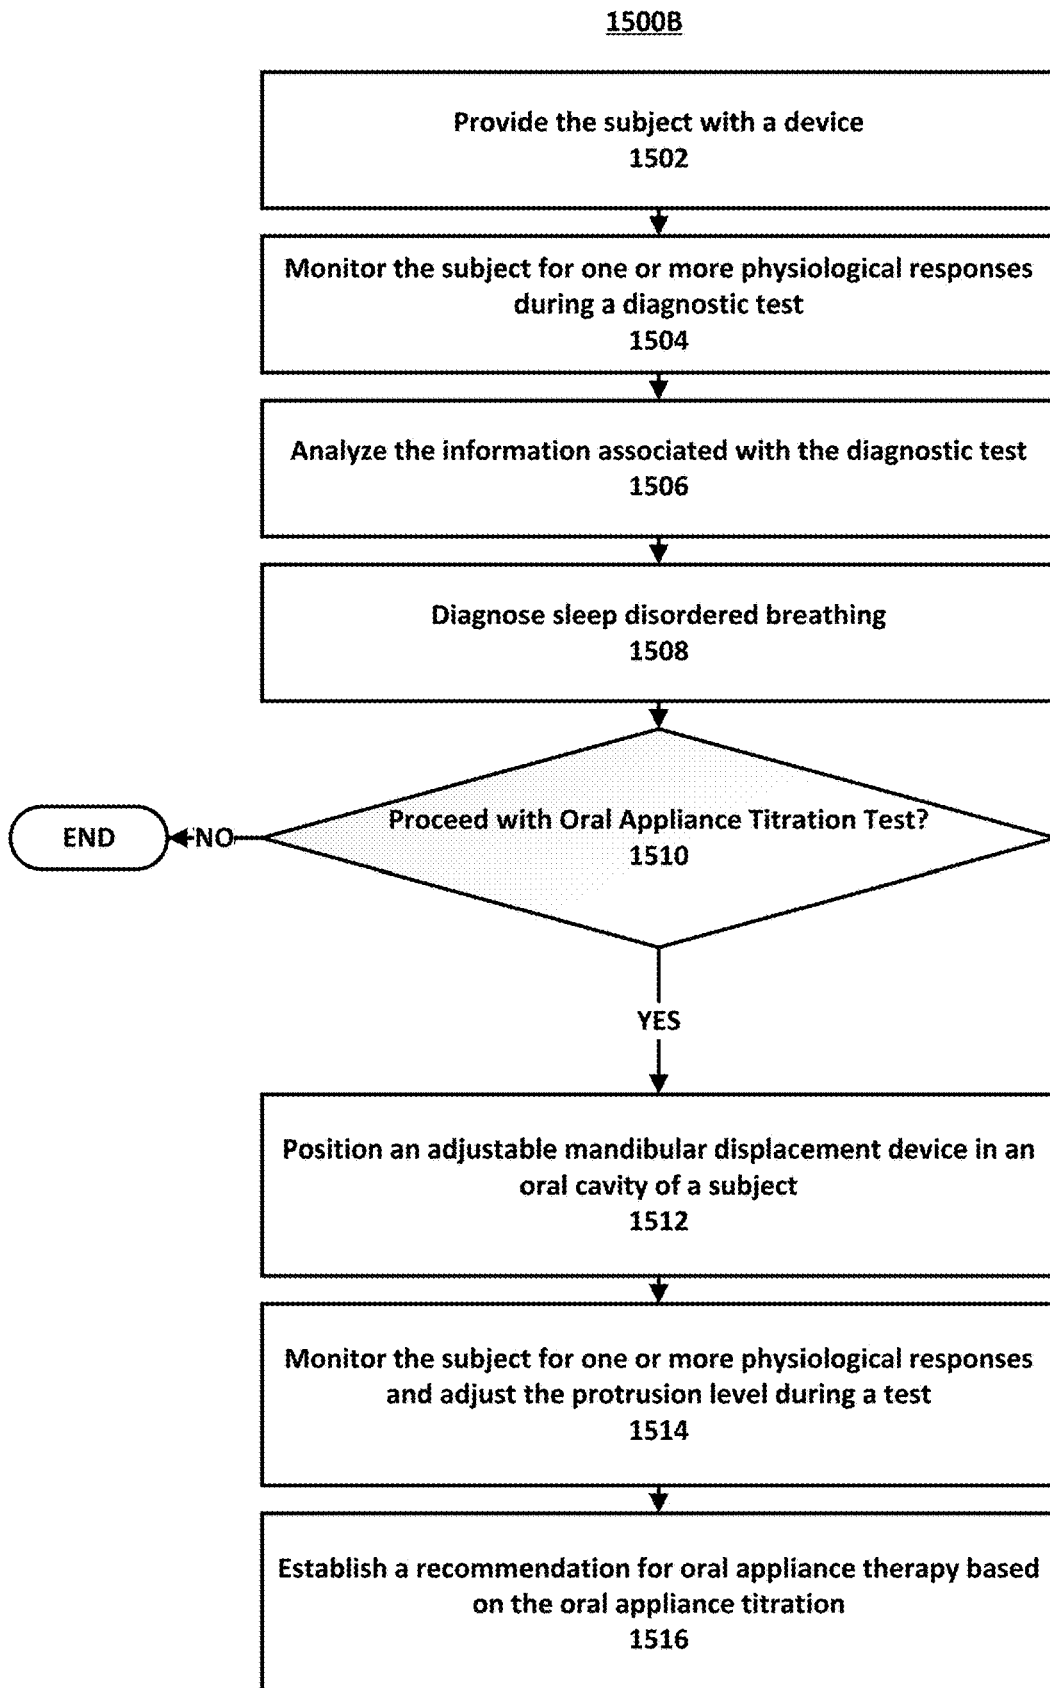 1500B
Provide the subject with a device
1502
Monitor the subject for one or more physiological responses
during a diagnostic test
1504
Analyze the information associated with the diagnostic test
1506
Diagnose sleep disordered breathing
1508
Proceed with Oral Appliance Titration Test?
1510
END
NO
YES
Position an adjustable mandibular displacement device in an
oral cavity of a subject
1512
Monitor the subject for one or more physiological responses
and adjust the protrusion level during a test
1514
Establish a recommendation for oral appliance therapy based
on the oral appliance titration
1516